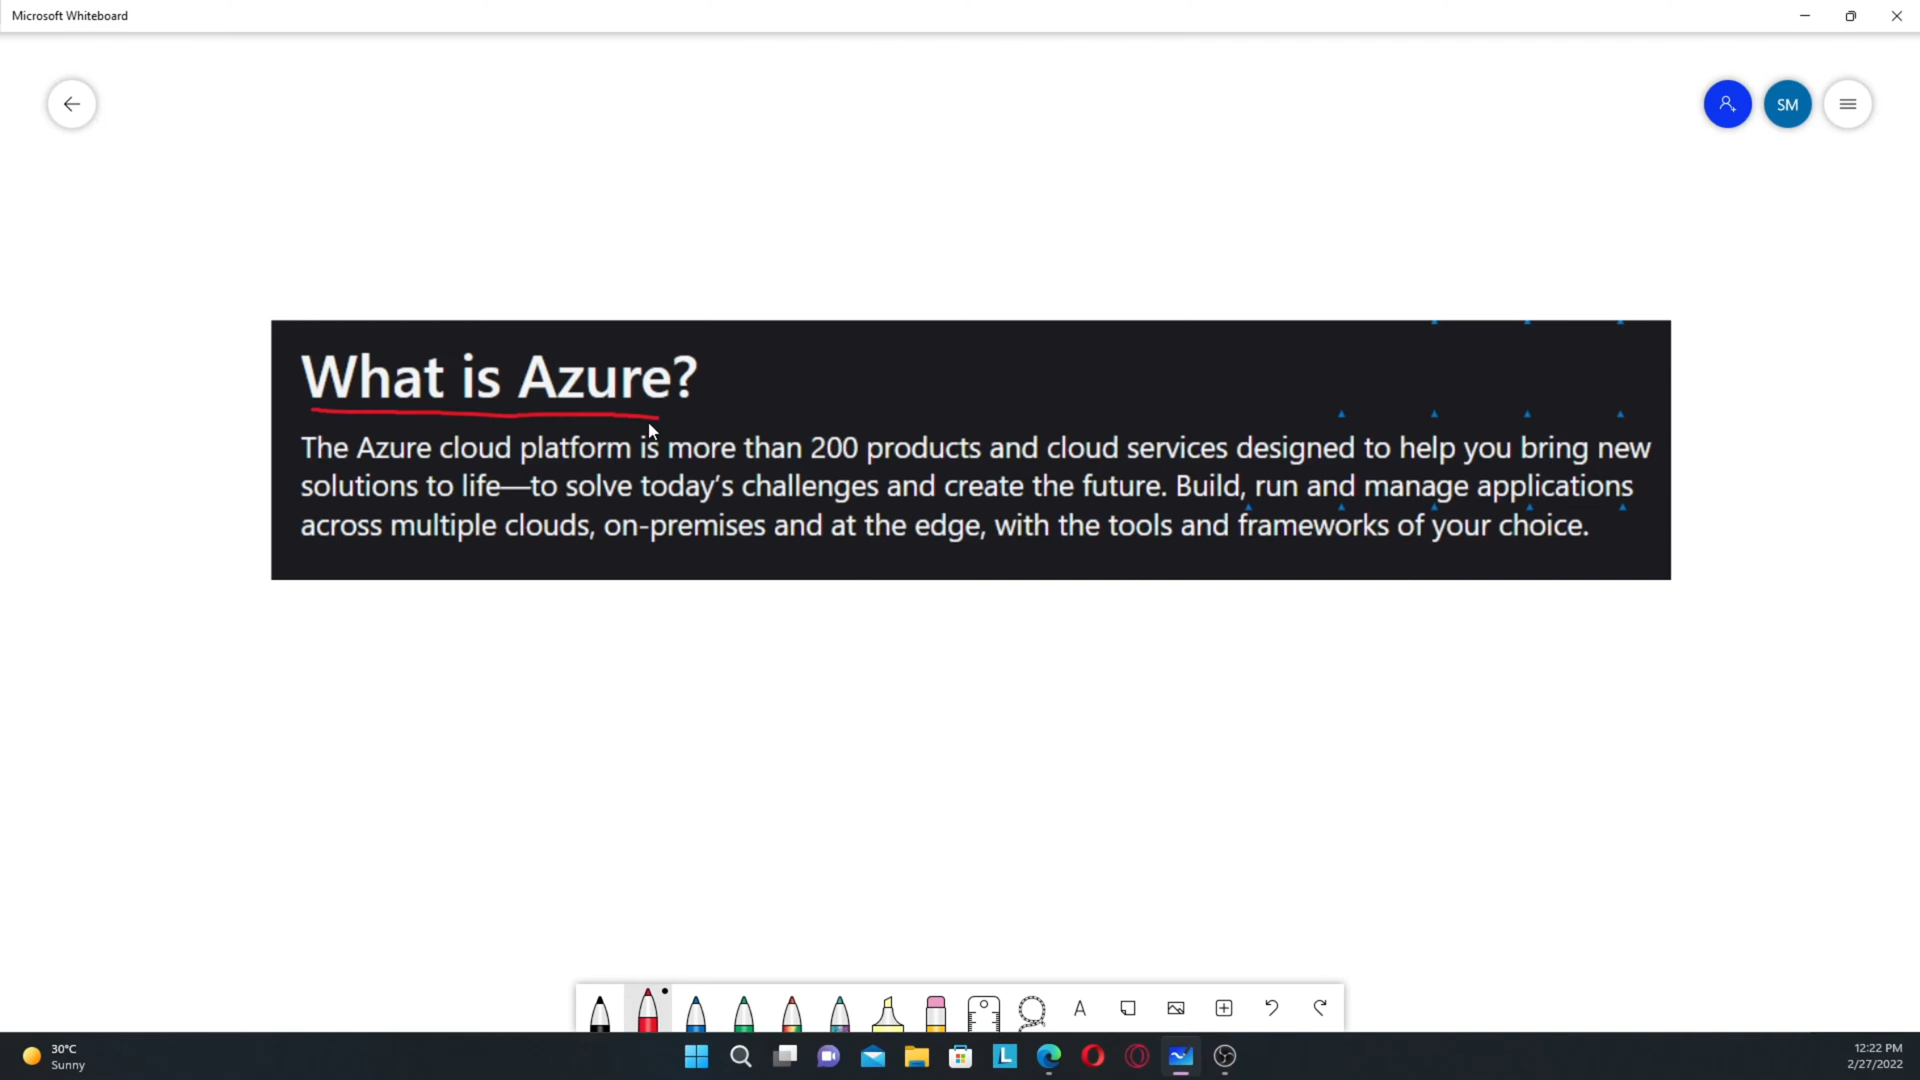 Microsoft Whiteboard
SM
What is Azure?
The Azure cloud platform is more than 200 products and cloud services designed to help you bring new
solutions to life—to solve today's challenges and create the future. Build, run and manage applications
across multiple clouds, on-premises and at the edge, with the tools and frameworks of your choice.
A
30°C
Sunny
L
12:22 PM
2/27/2022